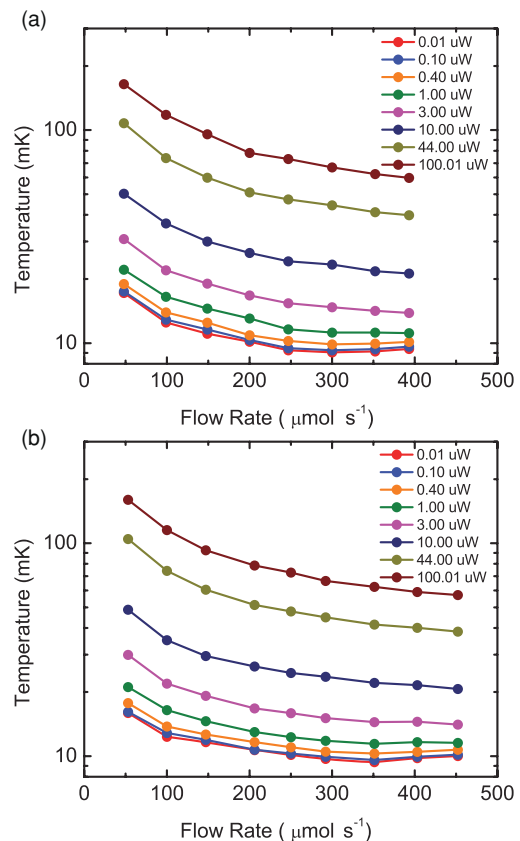 (a)
0.01 uW
0.10 uW
0.40 uW
1.00 uW
3.00 uW
10.00 uW
44.00 uW
100.01 uW
100
10
Temperature (mK)
0 100 200 300 400 500
Flow Rate ( μmol s⁻¹)
(b)
0.01 uW
0.10 uW
0.40 uW
1.00 uW
3.00 uW
10.00 uW
44.00 uW
100.01 uW
100
10
Temperature (mK)
0 100 200 300 400 500
Flow Rate ( μmol s⁻¹)